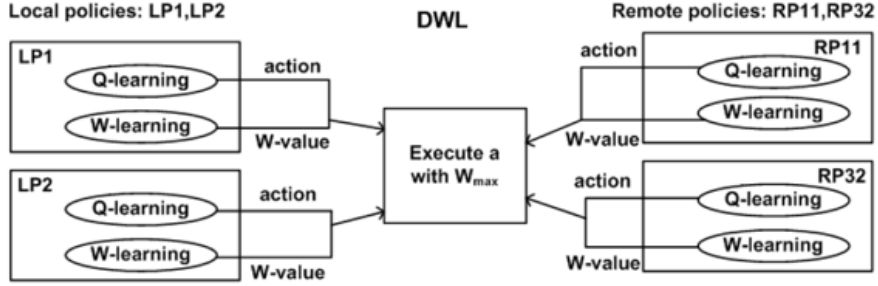 Local policies: LP1,LP2
DWL
Remote policies: RP11,RP32
LP1
Q-learning
W-learning
action
W-value
LP2
Q-learning
W-learning
action
W-value
Execute a
with Wmax
RP11
Q-learning
W-learning
action
W-value
RP32
Q-learning
W-learning
action
W-value